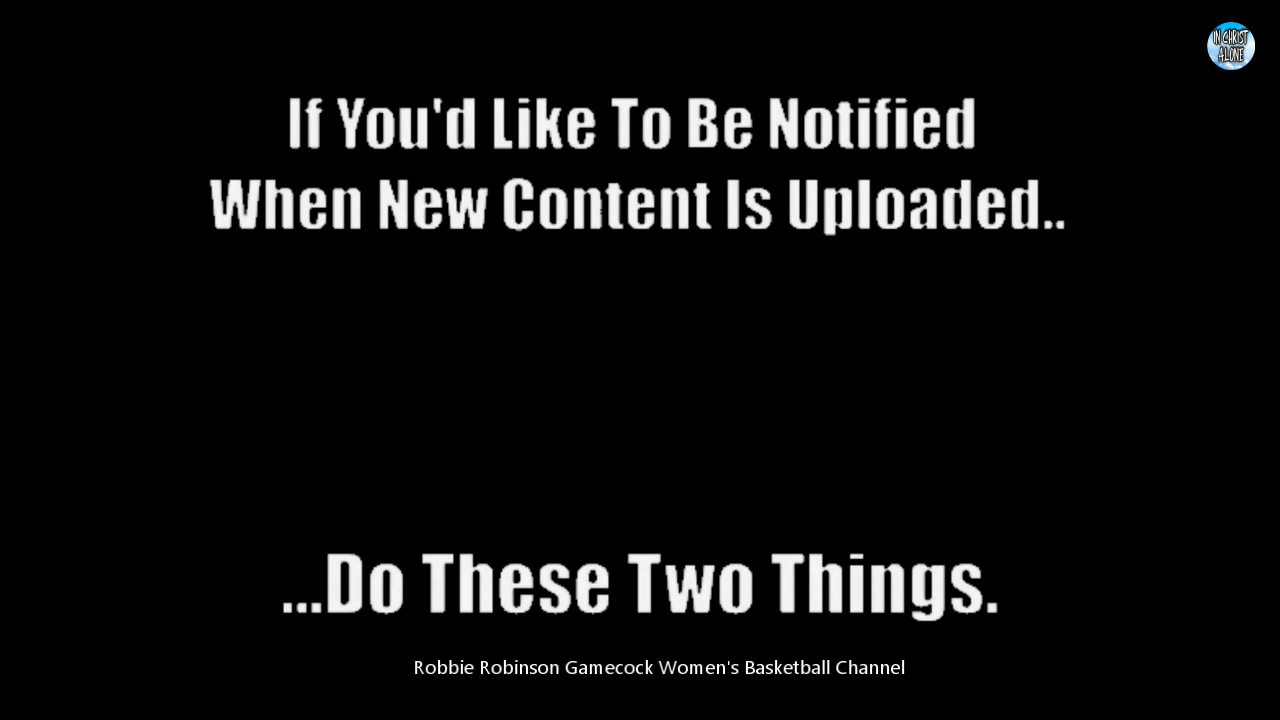 IN CHRIST
ALONE
If You'd Like To Be Notified
When New Content Is Uploaded..
...Do These Two Things.
Robbie Robinson Gamecock Women's Basketball Channel